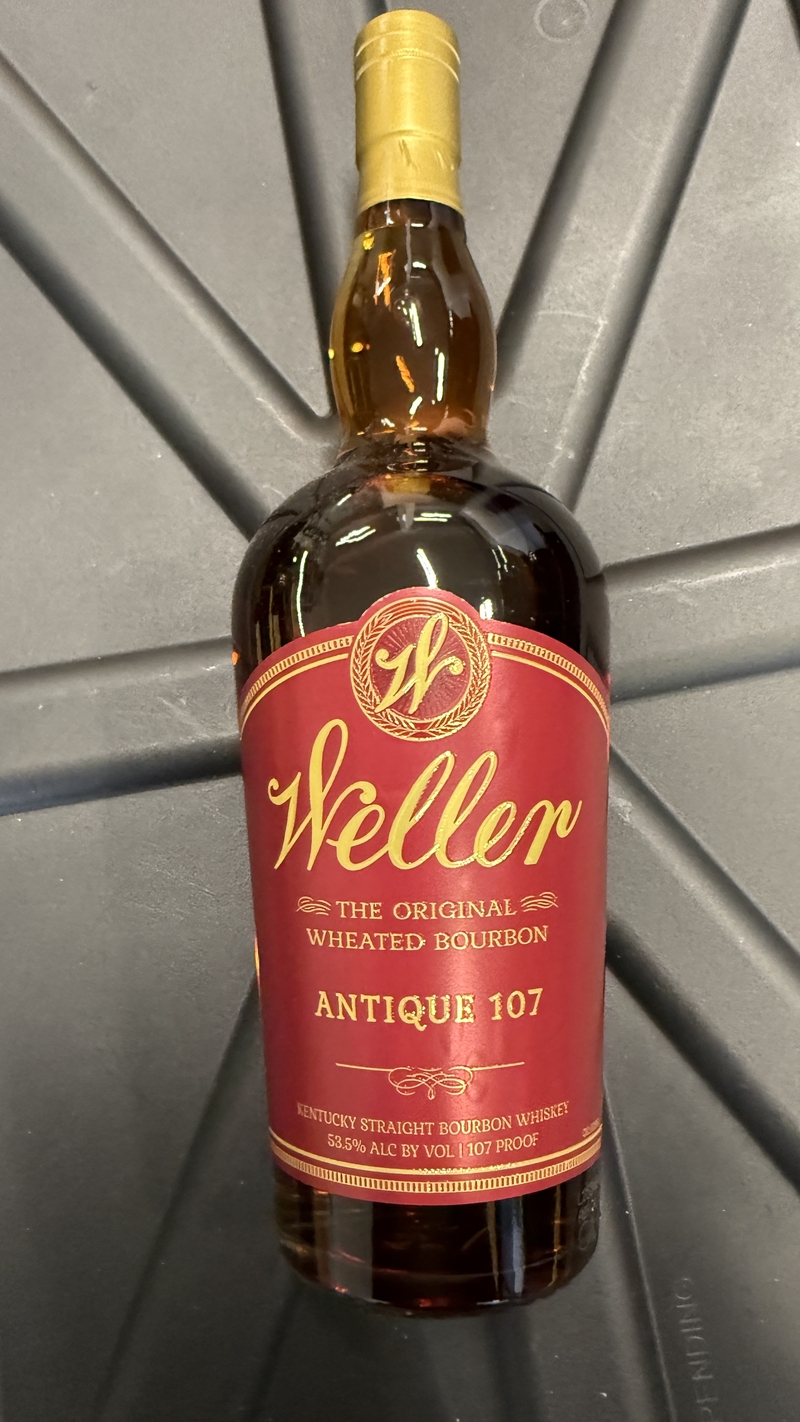 W
Weller
THE ORIGINAL
WHEATED BOURBON
ANTIQUE 107
KENTUCKY STRAIGHT BOURBON WHISKEY
53.5% ALC BY VOL | 107 PROOF